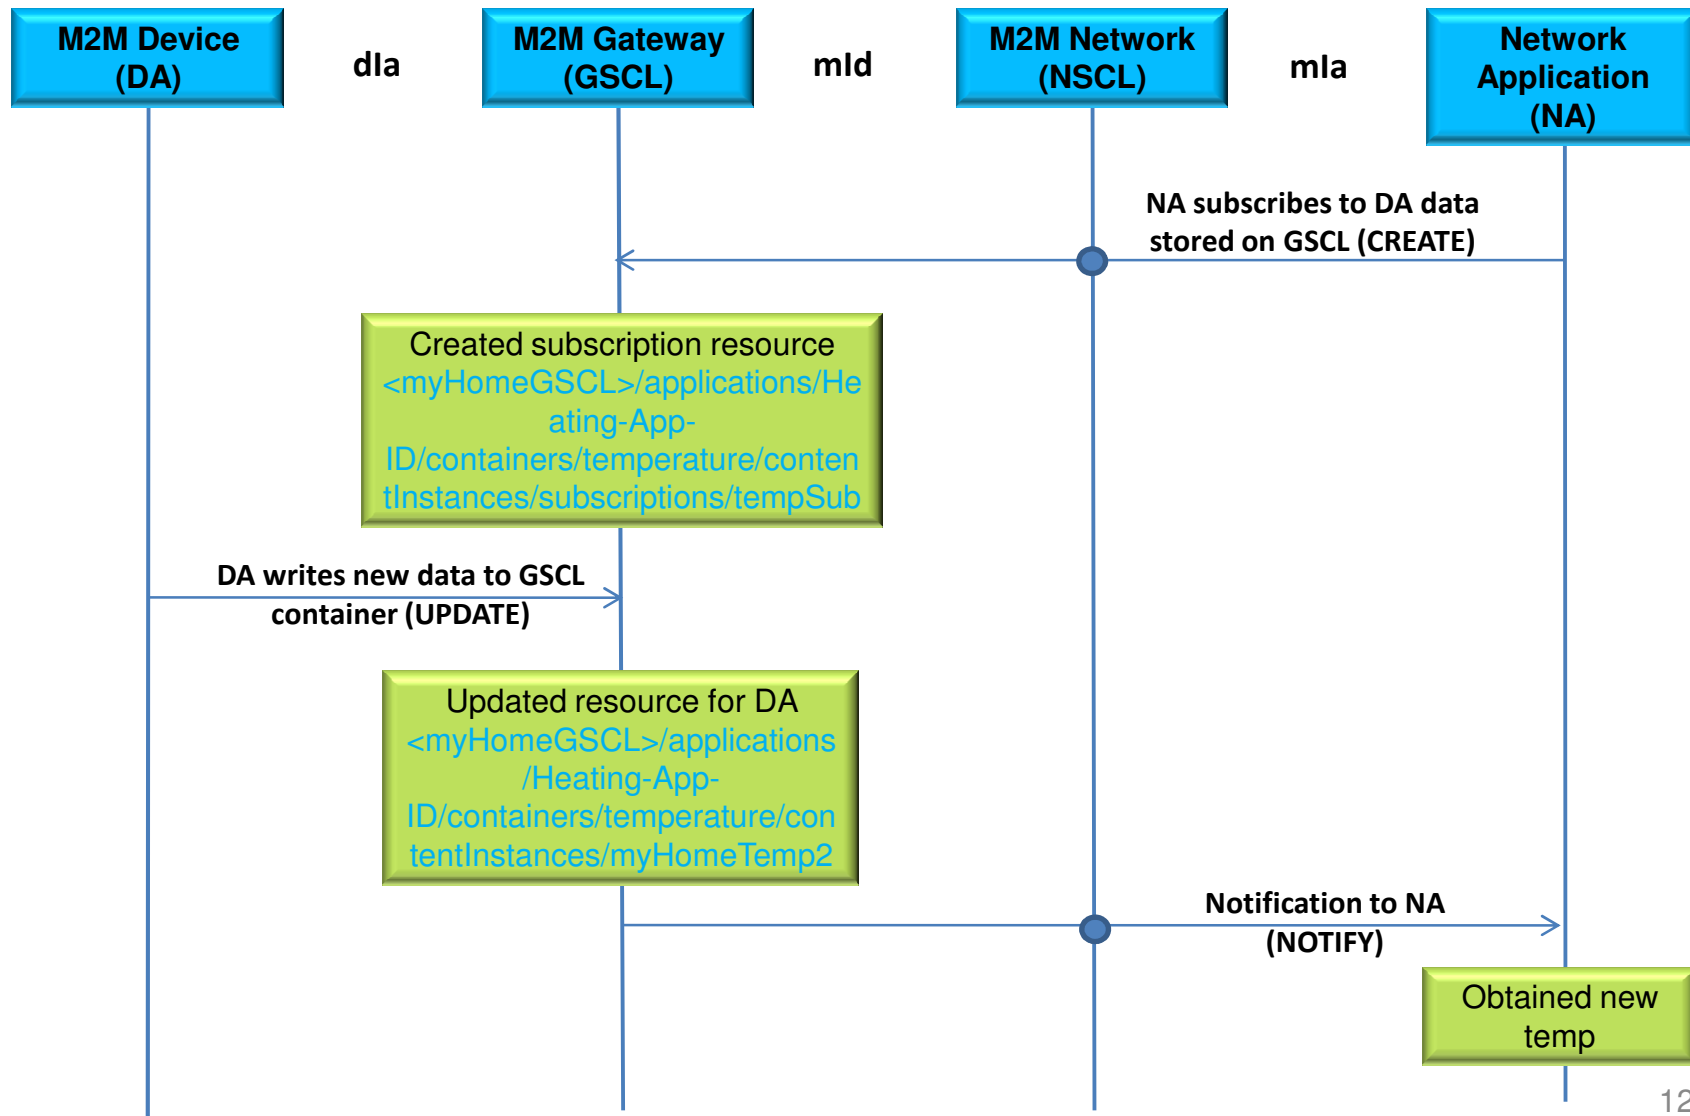 M2M Device
(DA)
dIa
M2M Gateway
(GSCL)
mId
M2M Network
(NSCL)
mIa
Network
Application
(NA)
NA subscribes to DA data
stored on GSCL (CREATE)
Created subscription resource
<myHomeGSCL>/applications/He
ating-App-
ID/containers/temperature/conten
tInstances/subscriptions/tempSub
DA writes new data to GSCL
container (UPDATE)
Updated resource for DA
<myHomeGSCL>/applications
/Heating-App-
ID/containers/temperature/con
tentInstances/myHomeTemp2
Notification to NA
(NOTIFY)
Obtained new
temp
12